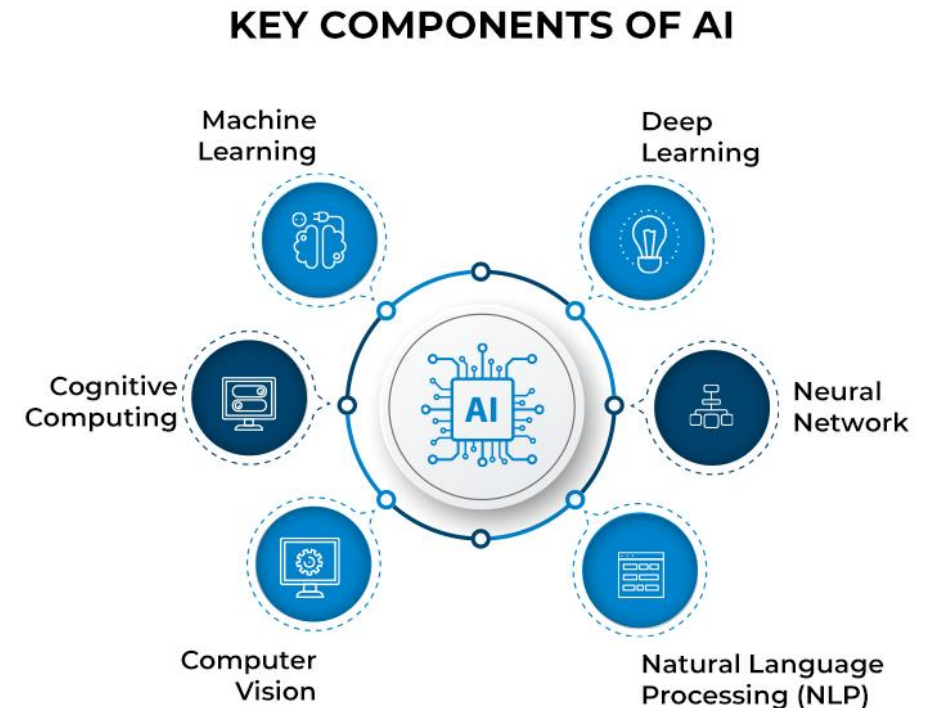 KEY COMPONENTS OF AI
Machine
Learning
Deep
Learning
Cognitive
Computing
AI
Neural
Network
Computer
Vision
Natural Language
Processing (NLP)